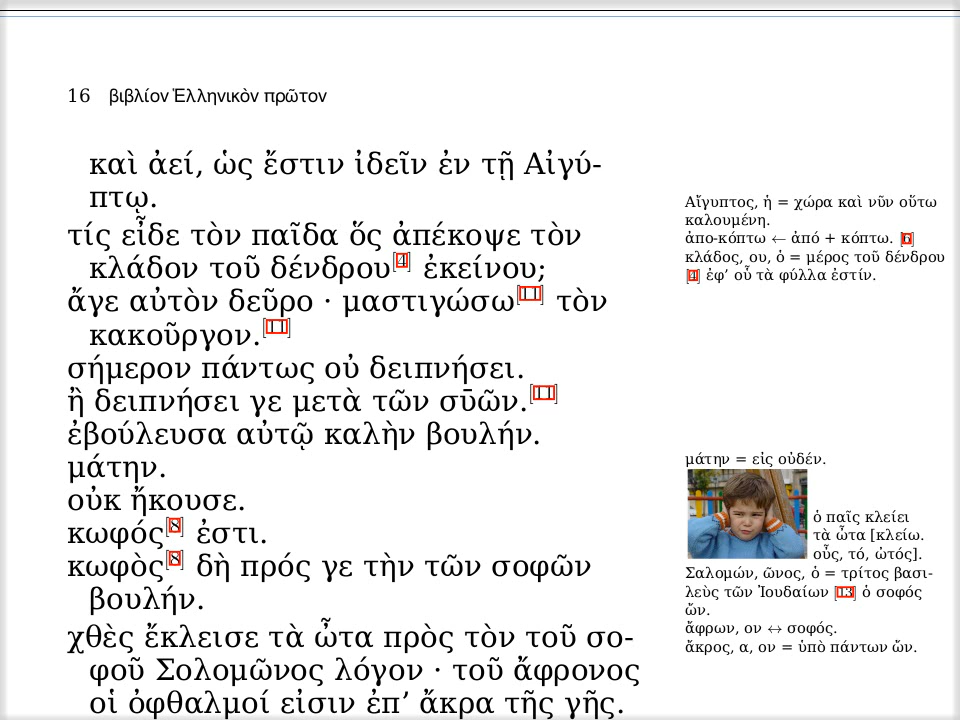 16 βιβλίον Ἑλληνικὸν πρῶτον
καὶ ἀεί, ὡς ἔστιν ἰδεῖν ἐν τῇ Αἰγύ-
πτῳ.
τίς εἶδε τὸν παῖδα ὅς ἀπέκοψε τὸν
κλάδον τοῦ δένδρου[4] ἐκείνου;
ἄγε αὐτὸν δεῦρο · μαστιγώσω[11] τὸν
κακοῦργον.[11]
σήμερον πάντως οὐ δειπνήσει.
ἢ δειπνήσει γε μετὰ τῶν σῡῶν.[11]
ἐβούλευσα αὐτῷ καλὴν βουλήν.
μάτην.
οὐκ ἤκουσε.
κωφός[8] ἐστι.
κωφὸς[8] δὴ πρός γε τὴν τῶν σοφῶν
βουλήν.
χθὲς ἔκλεισε τὰ ὦτα πρὸς τὸν τοῦ σο-
φοῦ Σολομῶνος λόγον · τοῦ ἄφρονος
οἱ ὀφθαλμοί εἰσιν ἐπ’ ἄκρα τῆς γῆς.
Αἴγυπτος, ἡ = χώρα καὶ νῦν οὕτω
καλουμένη.
ἀπο-κόπτω ← ἀπό + κόπτω. [6]
κλάδος, ου, ὁ = μέρος τοῦ δένδρου
[4] ἐφ’ οὗ τὰ φύλλα ἐστίν.
μάτην = εἰς οὐδέν.
ὁ παῖς κλείει
τὰ ὦτα [κλείω.
οὖς, τό, ὠτός].
Σαλομών, ῶνος, ὁ = τρίτος βασι-
λεὺς τῶν Ἰουδαίων [13] ὁ σοφός
ὤν.
ἄφρων, ον ↔ σοφός.
ἄκρος, α, ον = ὑπὸ πάντων ὤν.